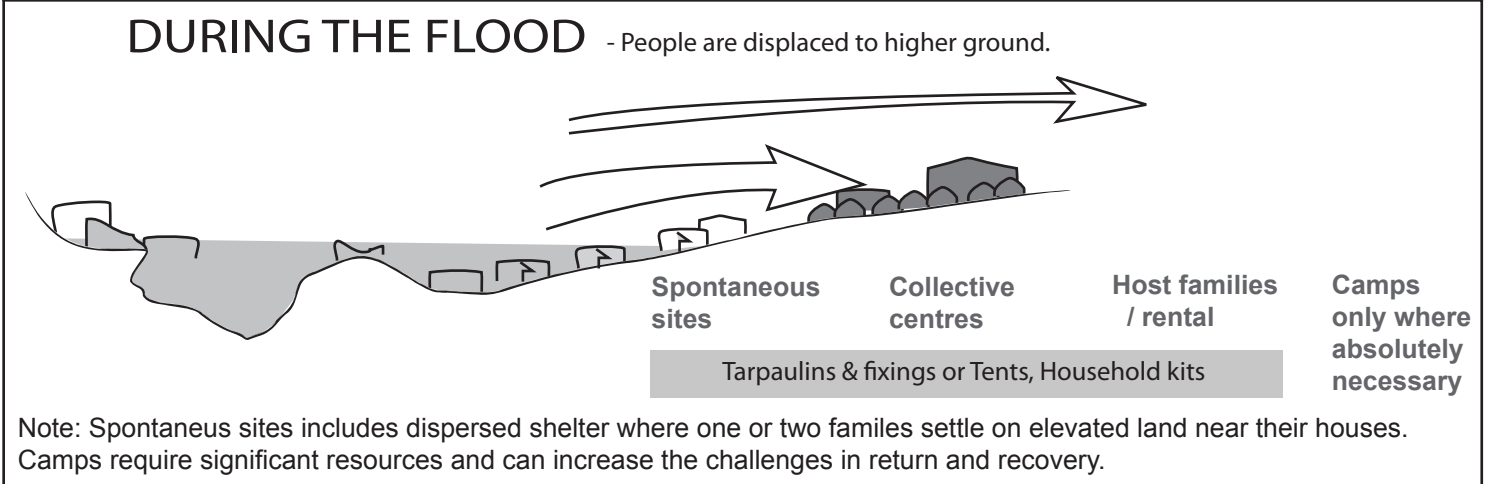 DURING THE FLOOD - People are displaced to higher ground.
Spontaneous
sites
Collective
centres
Host families
/ rental
Camps
only where
absolutely
necessary
Tarpaulins & fixings or Tents, Household kits
Note: Spontaneus sites includes dispersed shelter where one or two familes settle on elevated land near their houses.
Camps require significant resources and can increase the challenges in return and recovery.